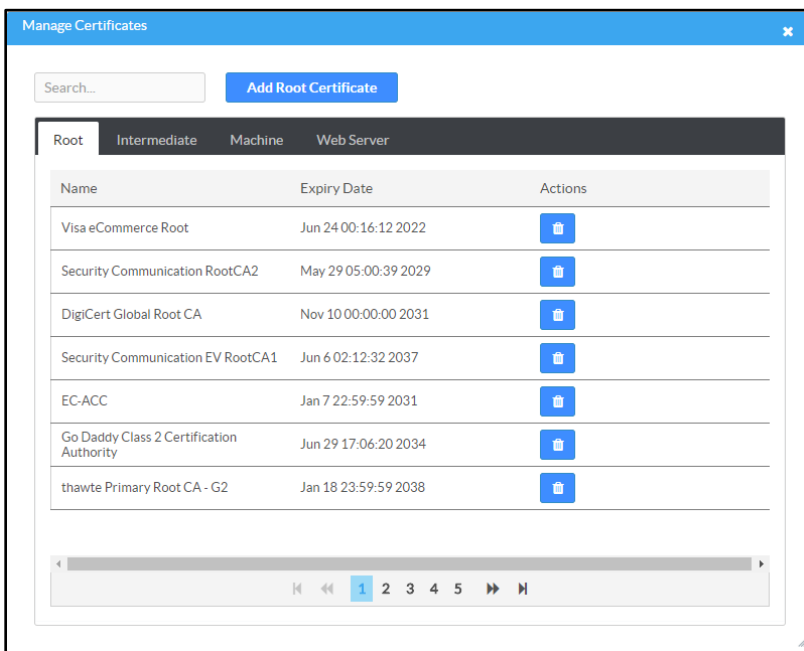 Manage Certificates
Search...
Add Root Certificate
Root Intermediate Machine Web Server
Name Expiry Date Actions
Visa eCommerce Root Jun 24 00:16:12 2022
Security Communication RootCA2 May 29 05:00:39 2029
DigiCert Global Root CA Nov 10 00:00:00 2031
Security Communication EV RootCA1 Jun 6 02:12:32 2037
EC-ACC Jan 7 22:59:59 2031
Go Daddy Class 2 Certification
Authority Jun 29 17:06:20 2034
thawte Primary Root CA - G2 Jan 18 23:59:59 2038
1 2 3 4 5